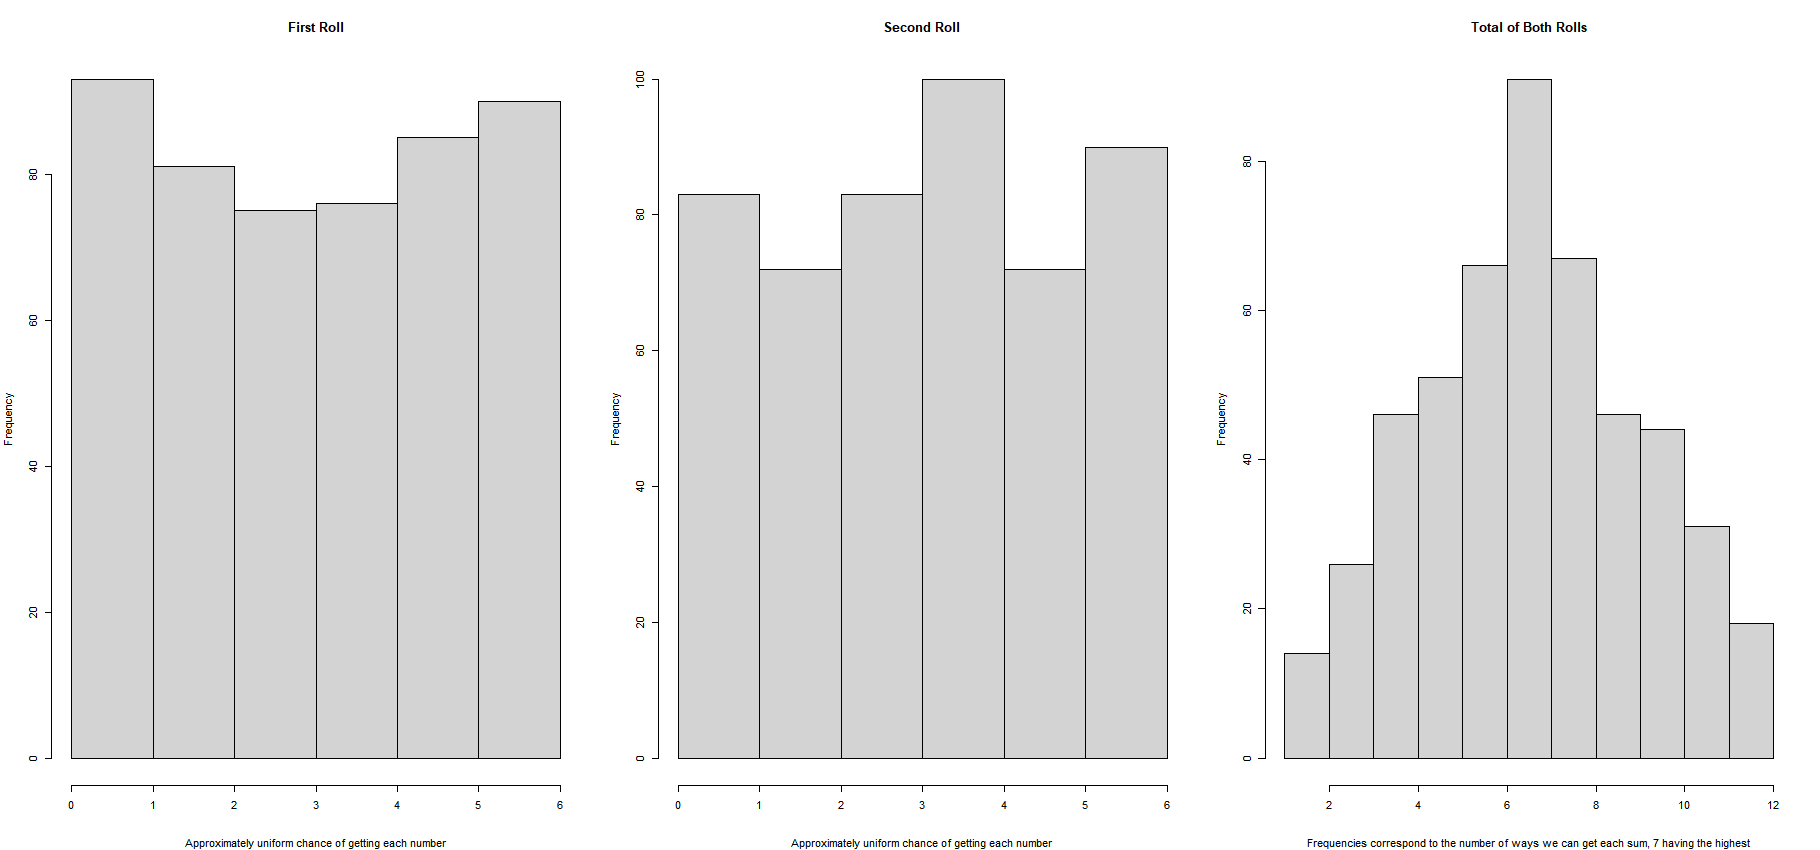 First Roll
Frequency
0
20
40
60
80
0 1 2 3 4 5 6
Approximately uniform chance of getting each number
Second Roll
Frequency
0
20
40
60
80
100
0 1 2 3 4 5 6
Approximately uniform chance of getting each number
Total of Both Rolls
Frequency
0
20
40
60
80
2 4 6 8 10 12
Frequencies correspond to the number of ways we can get each sum, 7 having the highest